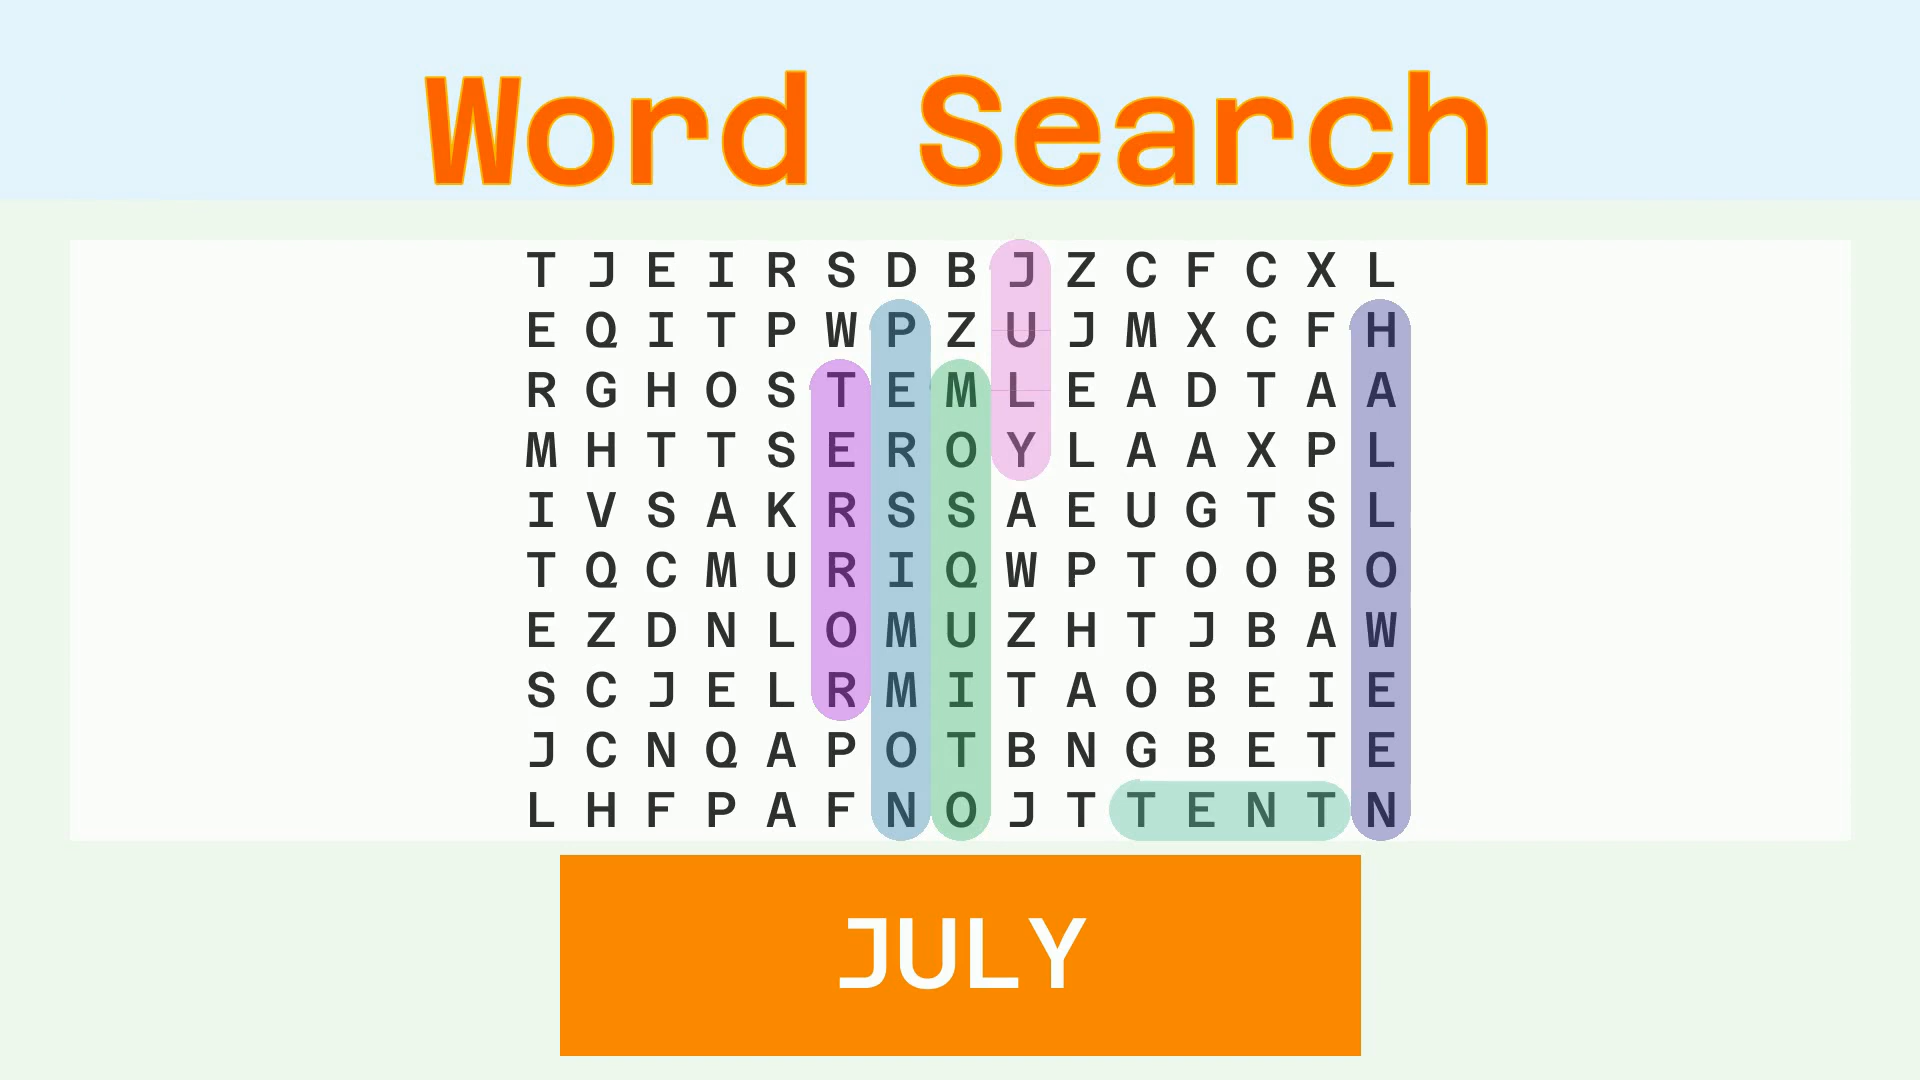 Word Search
T J E I R S D B J Z C F C X L
E Q I T P W P Z U J M X C F H
R G H O S T E M L E A D T A A
M H T T S E R O Y L A A X P L
I V S A K R S S A E U G T S L
T Q C M U R I Q W P T O O B O
E Z D N L O M U Z H T J B A W
S C J E L R M I T A O B E I E
J C N Q A P O T B N G B E T E
L H F P A F N O J T T E N T N
JULY